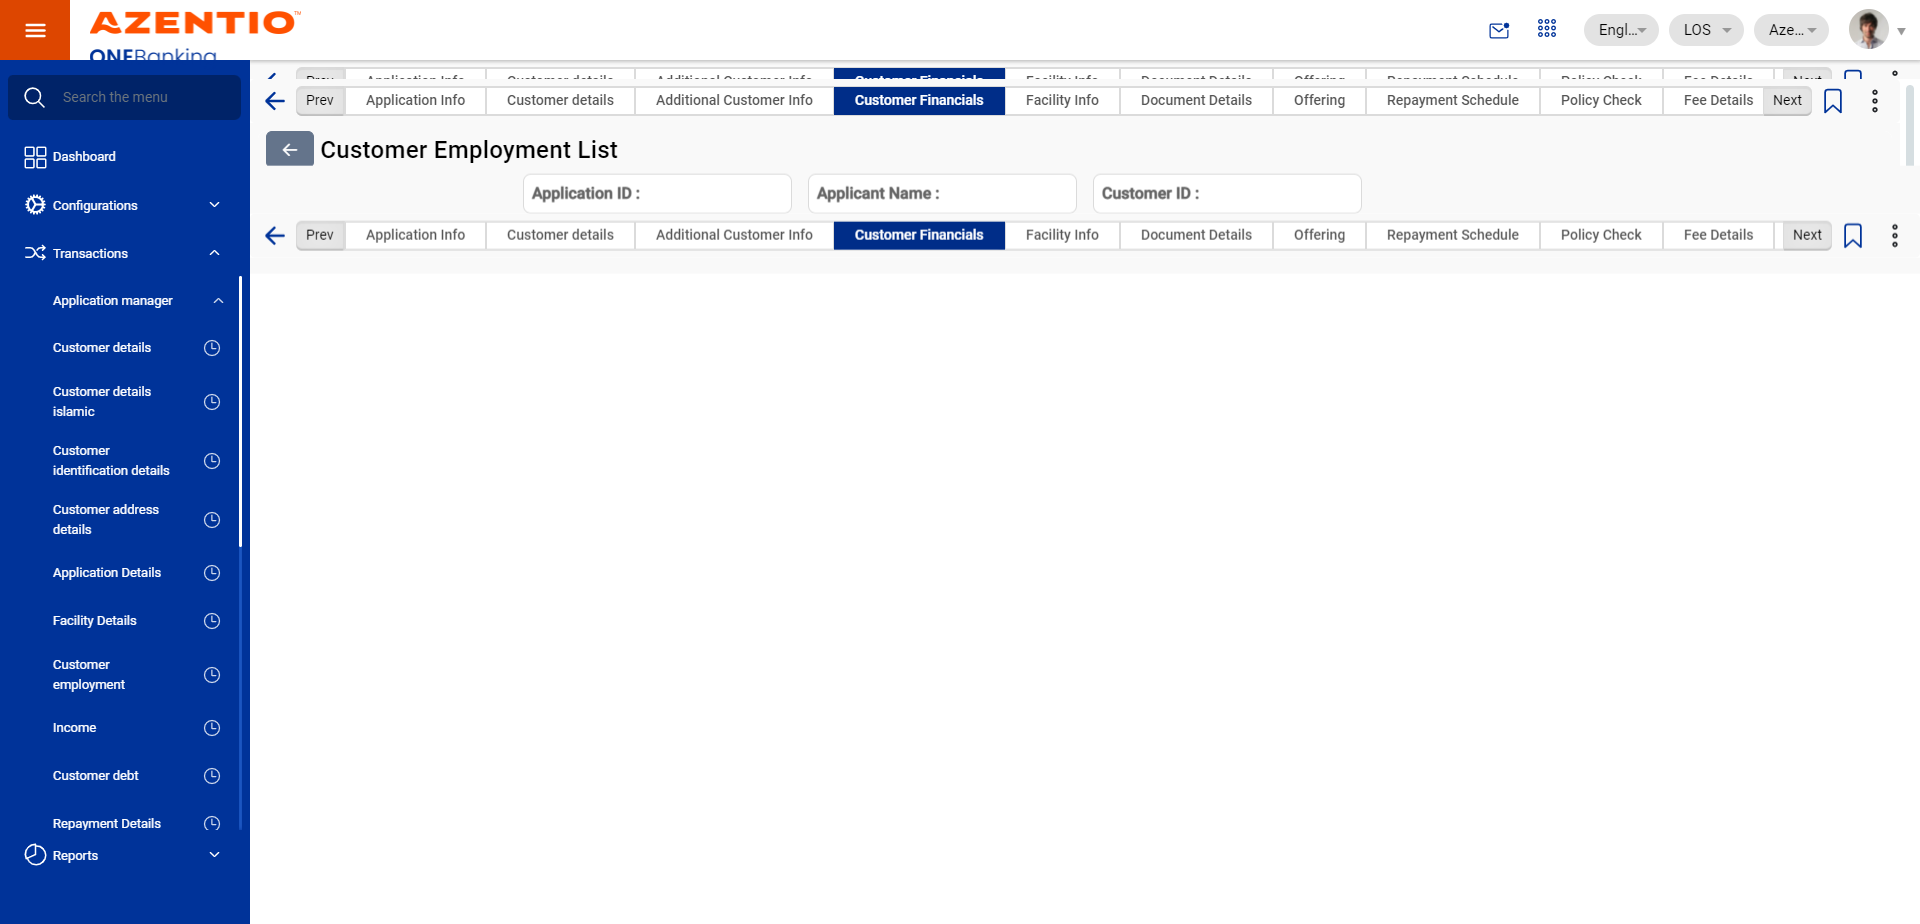 AZENTIO™
ONEBanking
Engl...
LOS
Aze...
Search the menu
Dashboard
Configurations
Transactions
Application manager
Customer details
Customer details
islamic
Customer
identification details
Customer address
details
Application Details
Facility Details
Customer
employment
Income
Customer debt
Repayment Details
Reports
Prev Application Info Customer details Additional Customer Info Customer Financials Facility Info Document Details Offering Repayment Schedule Policy Check Fee Details Next
Prev Application Info Customer details Additional Customer Info Customer Financials Facility Info Document Details Offering Repayment Schedule Policy Check Fee Details Next
Customer Employment List
Application ID : Applicant Name : Customer ID :
Prev Application Info Customer details Additional Customer Info Customer Financials Facility Info Document Details Offering Repayment Schedule Policy Check Fee Details Next